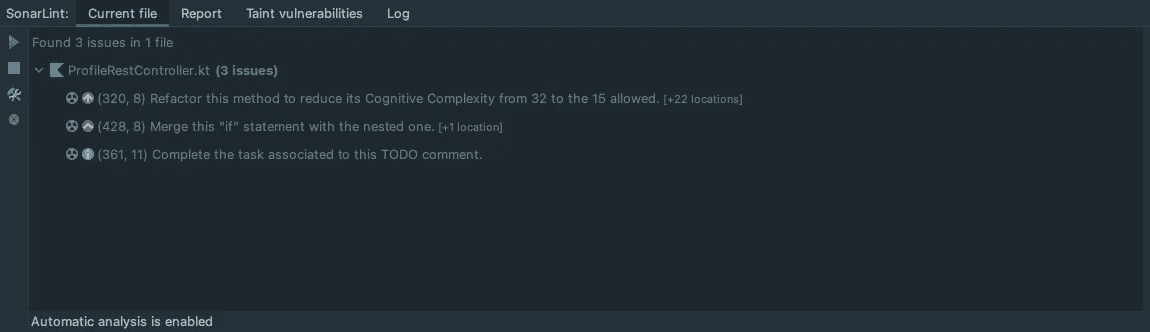 SonarLint: Current file Report Taint vulnerabilities Log
Found 3 issues in 1 file
ProfileRestController.kt (3 issues)
(320, 8) Refactor this method to reduce its Cognitive Complexity from 32 to the 15 allowed. [+22 locations]
(428, 8) Merge this "if" statement with the nested one. [+1 location]
(361, 11) Complete the task associated to this TODO comment.
Automatic analysis is enabled